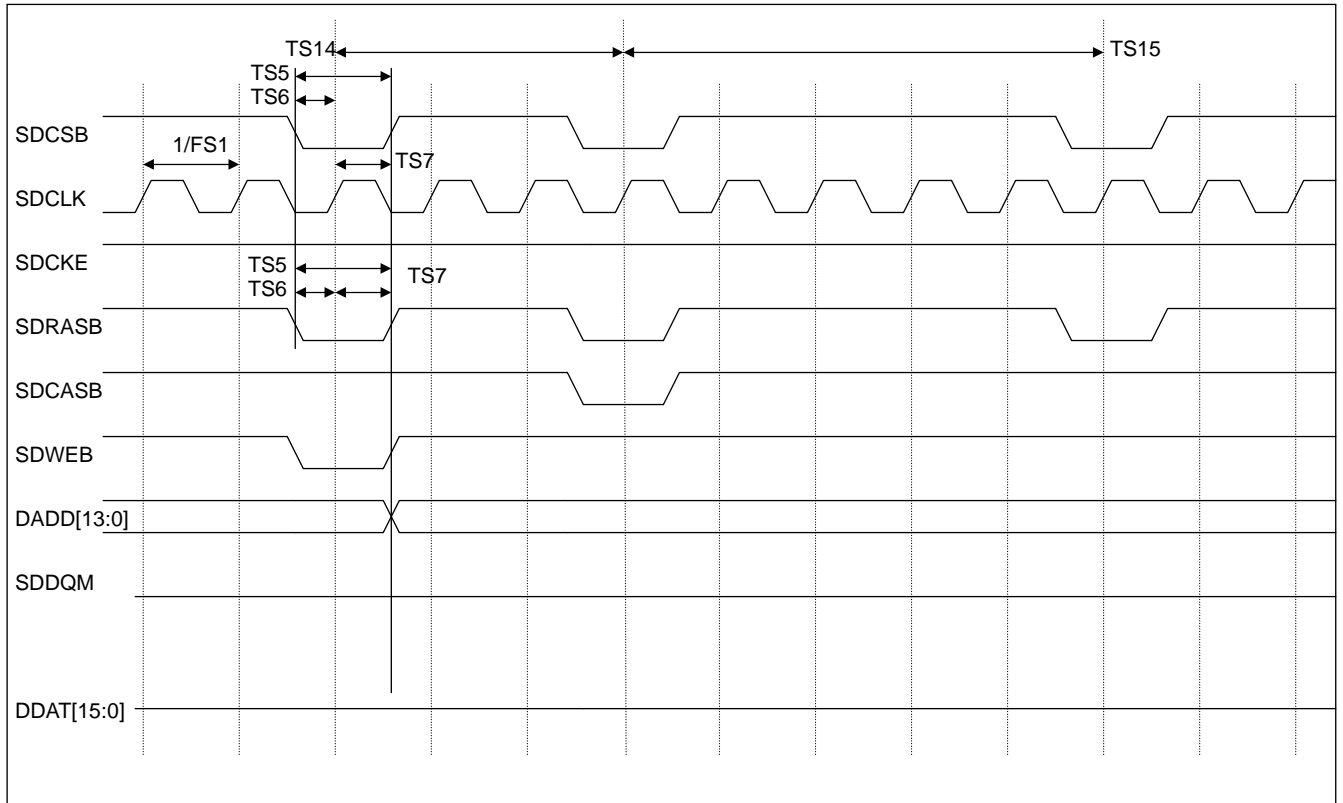 TS14
TS15
TS5
TS6
SDCSB
1/FS1
TS7
SDCLK
SDCKE
TS5
TS7
TS6
SDRASB
SDCASB
SDWEB
DADD[13:0]
SDDQM
DDAT[15:0]